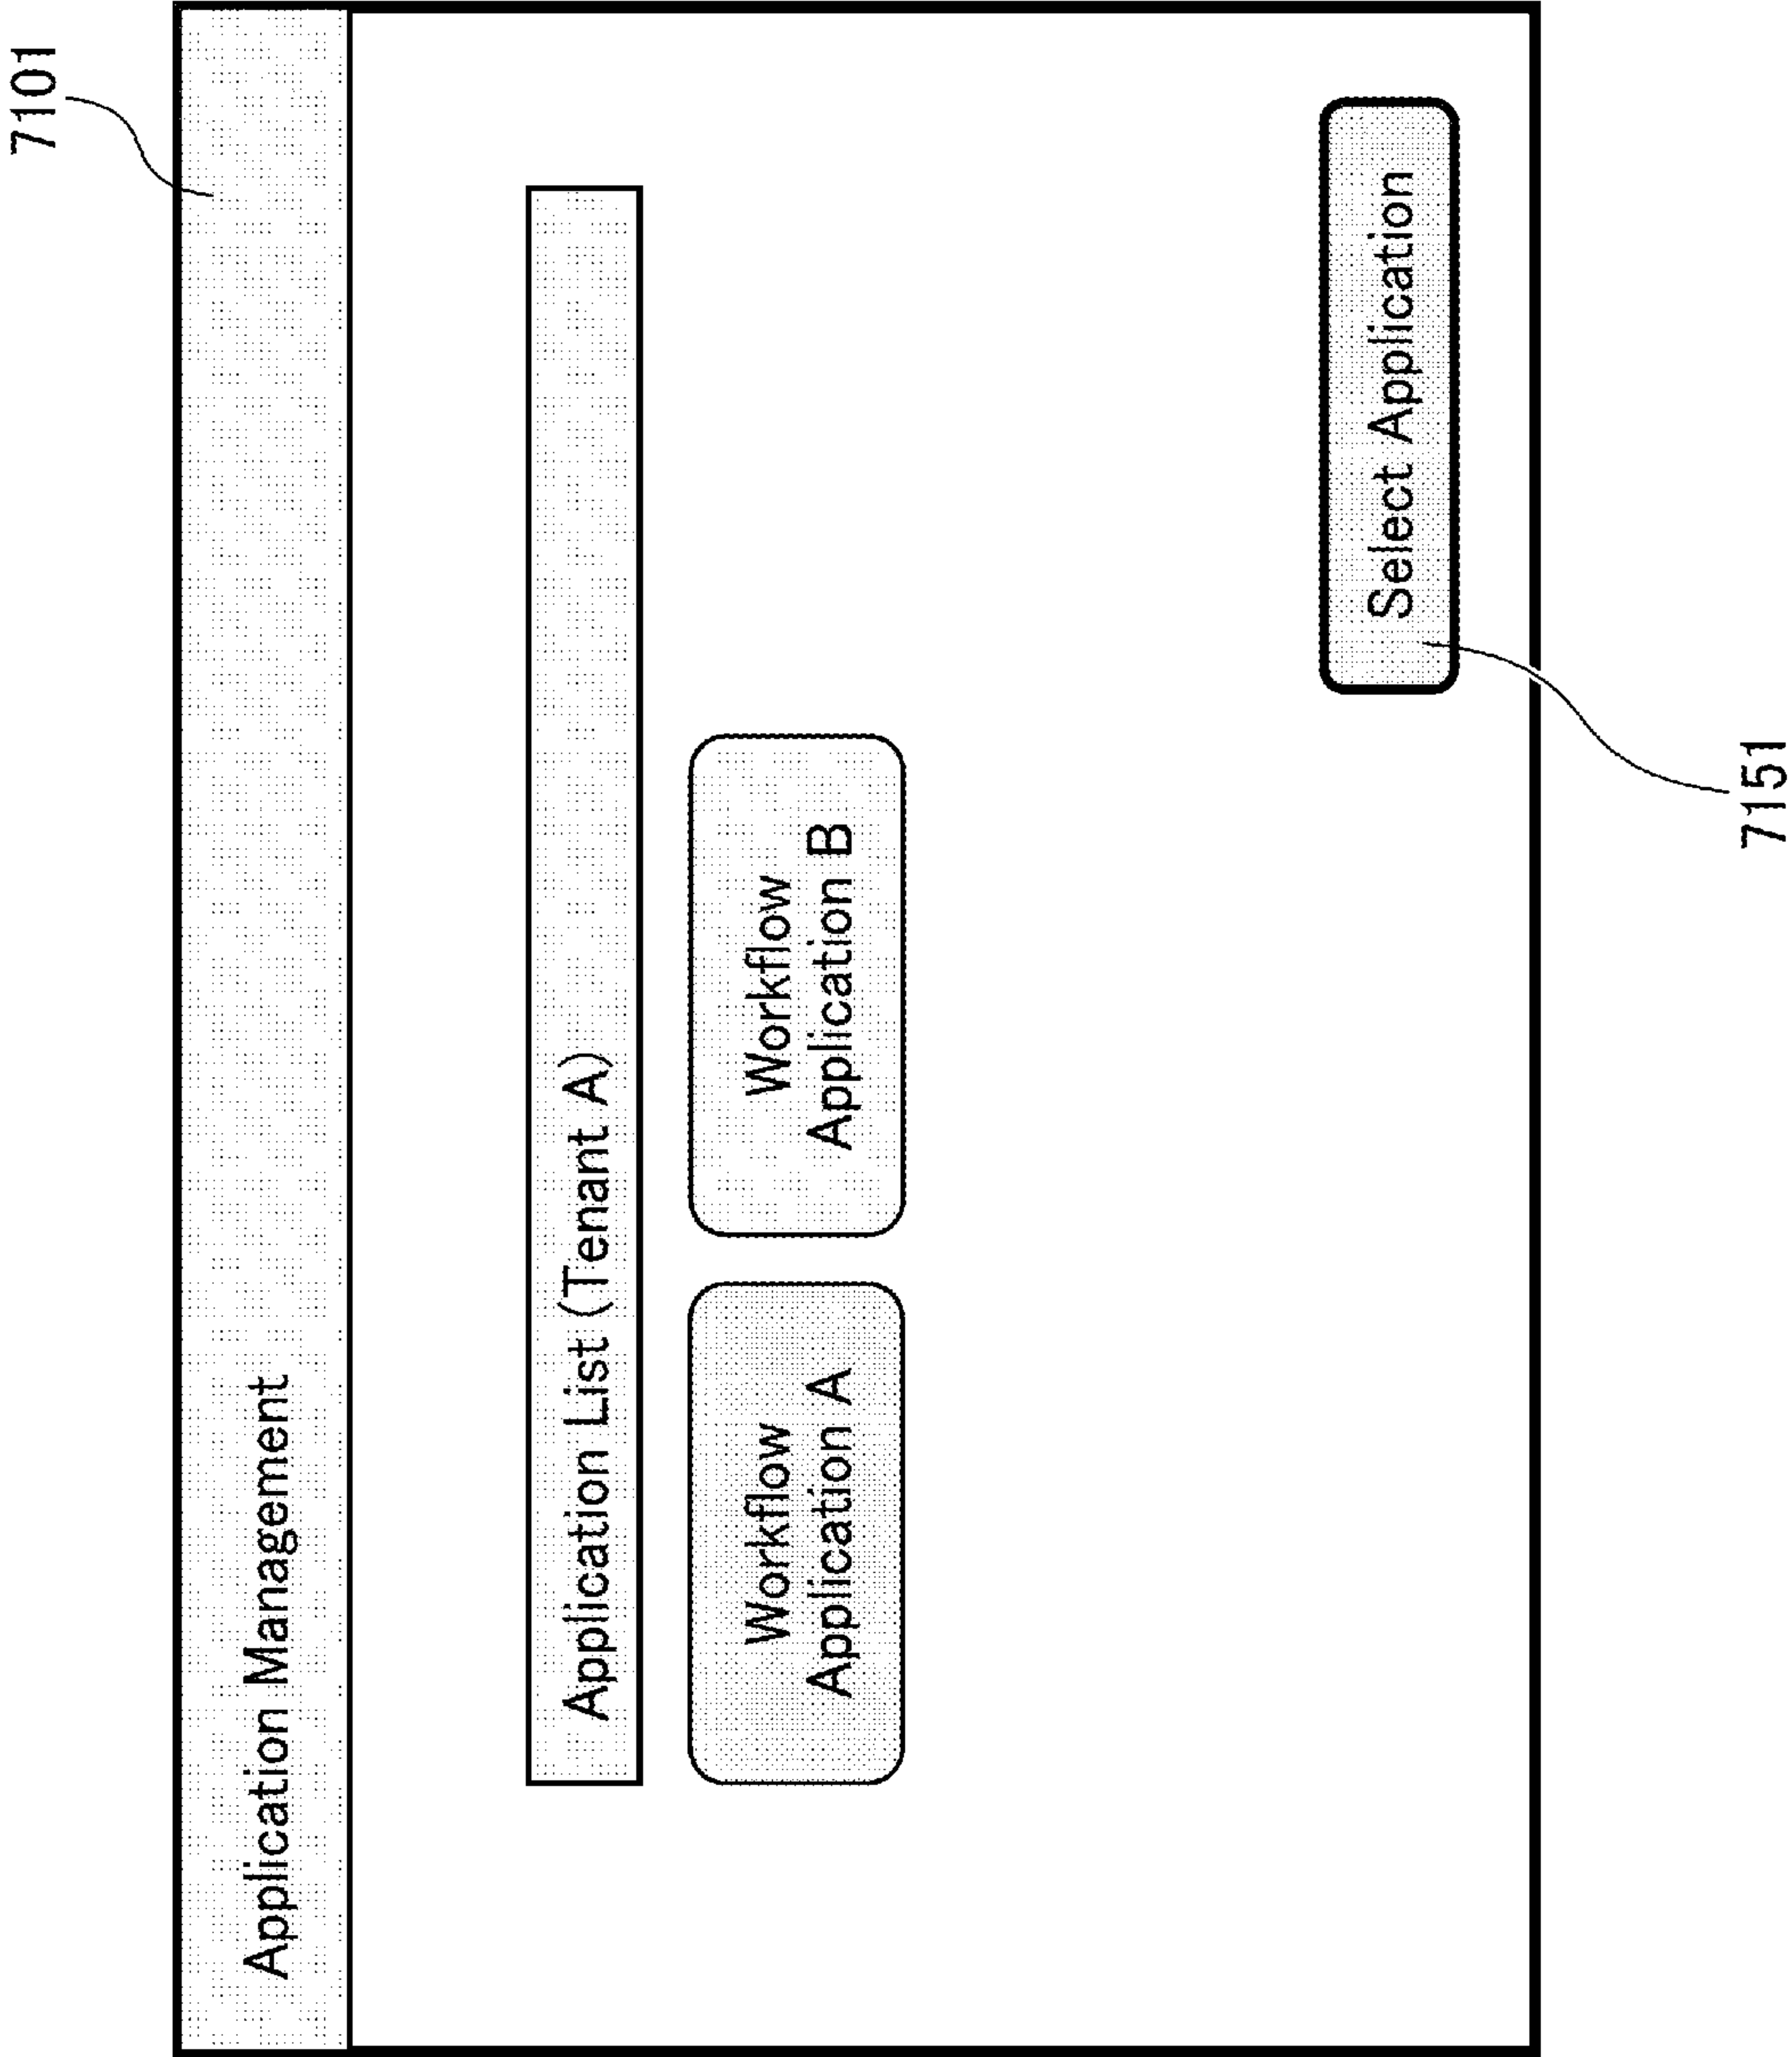 7101
Application Management
Application List (Tenant A)
Workflow
Application A
Workflow
Application B
Select Application
7151